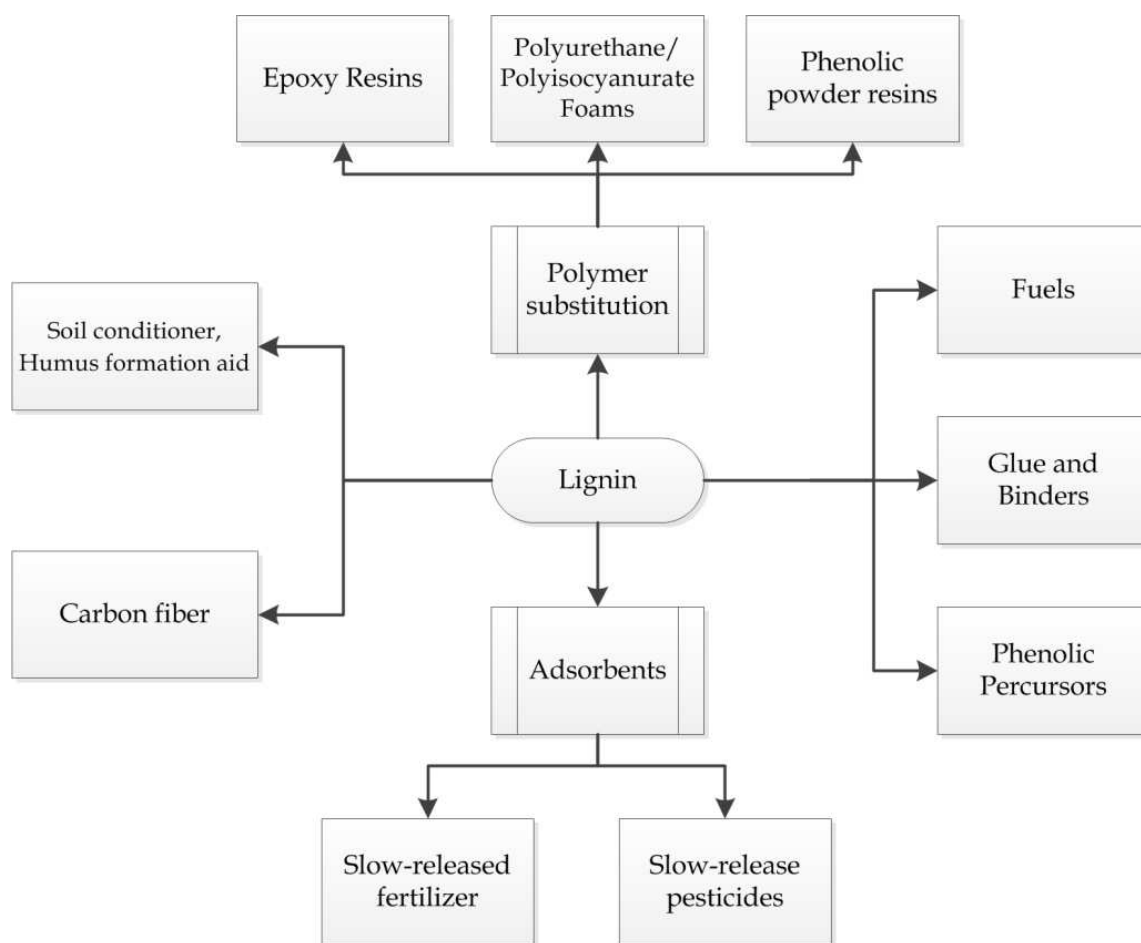 Epoxy Resins
Polyurethane/
Polyisocyanurate
Foams
Phenolic
powder resins
Polymer
substitution
Fuels
Soil conditioner,
Humus formation aid
Lignin
Glue and
Binders
Carbon fiber
Adsorbents
Phenolic
Percursors
Slow-released
fertilizer
Slow-release
pesticides